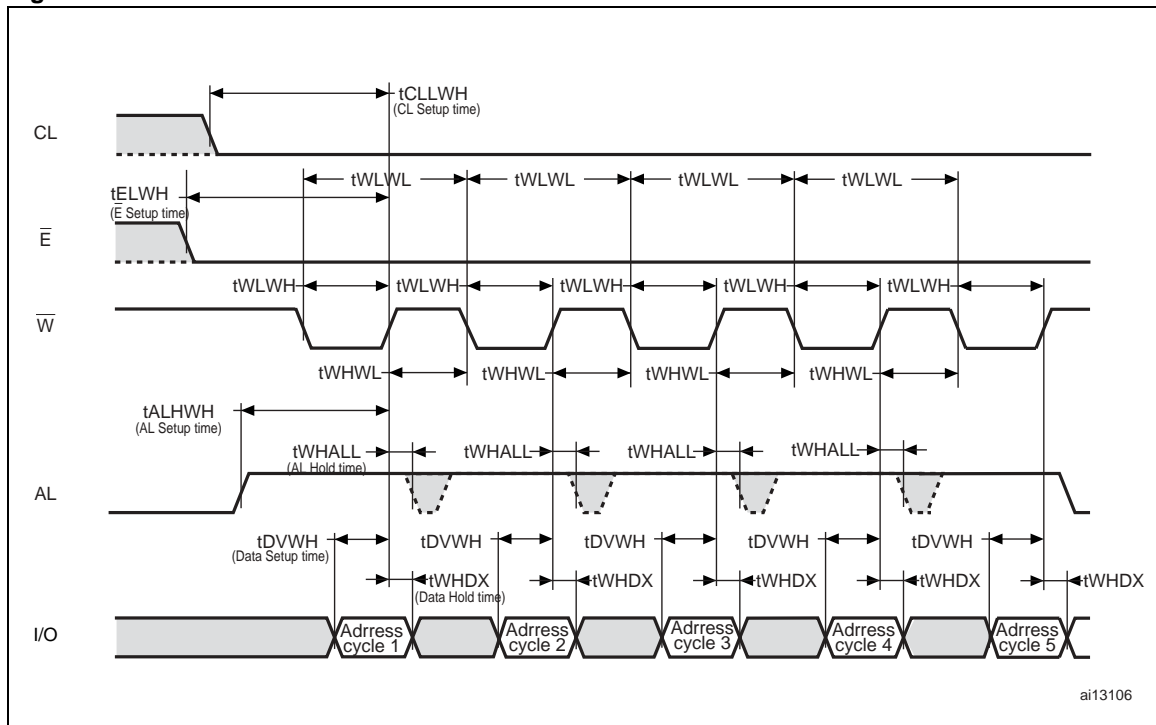 tCLLWH
(CL Setup time)
CL
tWLWL tWLWL tWLWL tWLWL
tELWH
(E̅ Setup time)
E̅
tWLWH tWLWH tWLWH tWLWH tWLWH
W̅
tWHWL tWHWL tWHWL tWHWL
tALHWH
(AL Setup time)
tWHALL tWHALL tWHALL tWHALL
(AL Hold time)
AL
tDVWH tDVWH tDVWH tDVWH tDVWH
(Data Setup time)
tWHDX tWHDX tWHDX tWHDX tWHDX
(Data Hold time)
I/O
Adrress cycle 1
Adrress cycle 2
Adrress cycle 3
Adrress cycle 4
Adrress cycle 5
ai13106